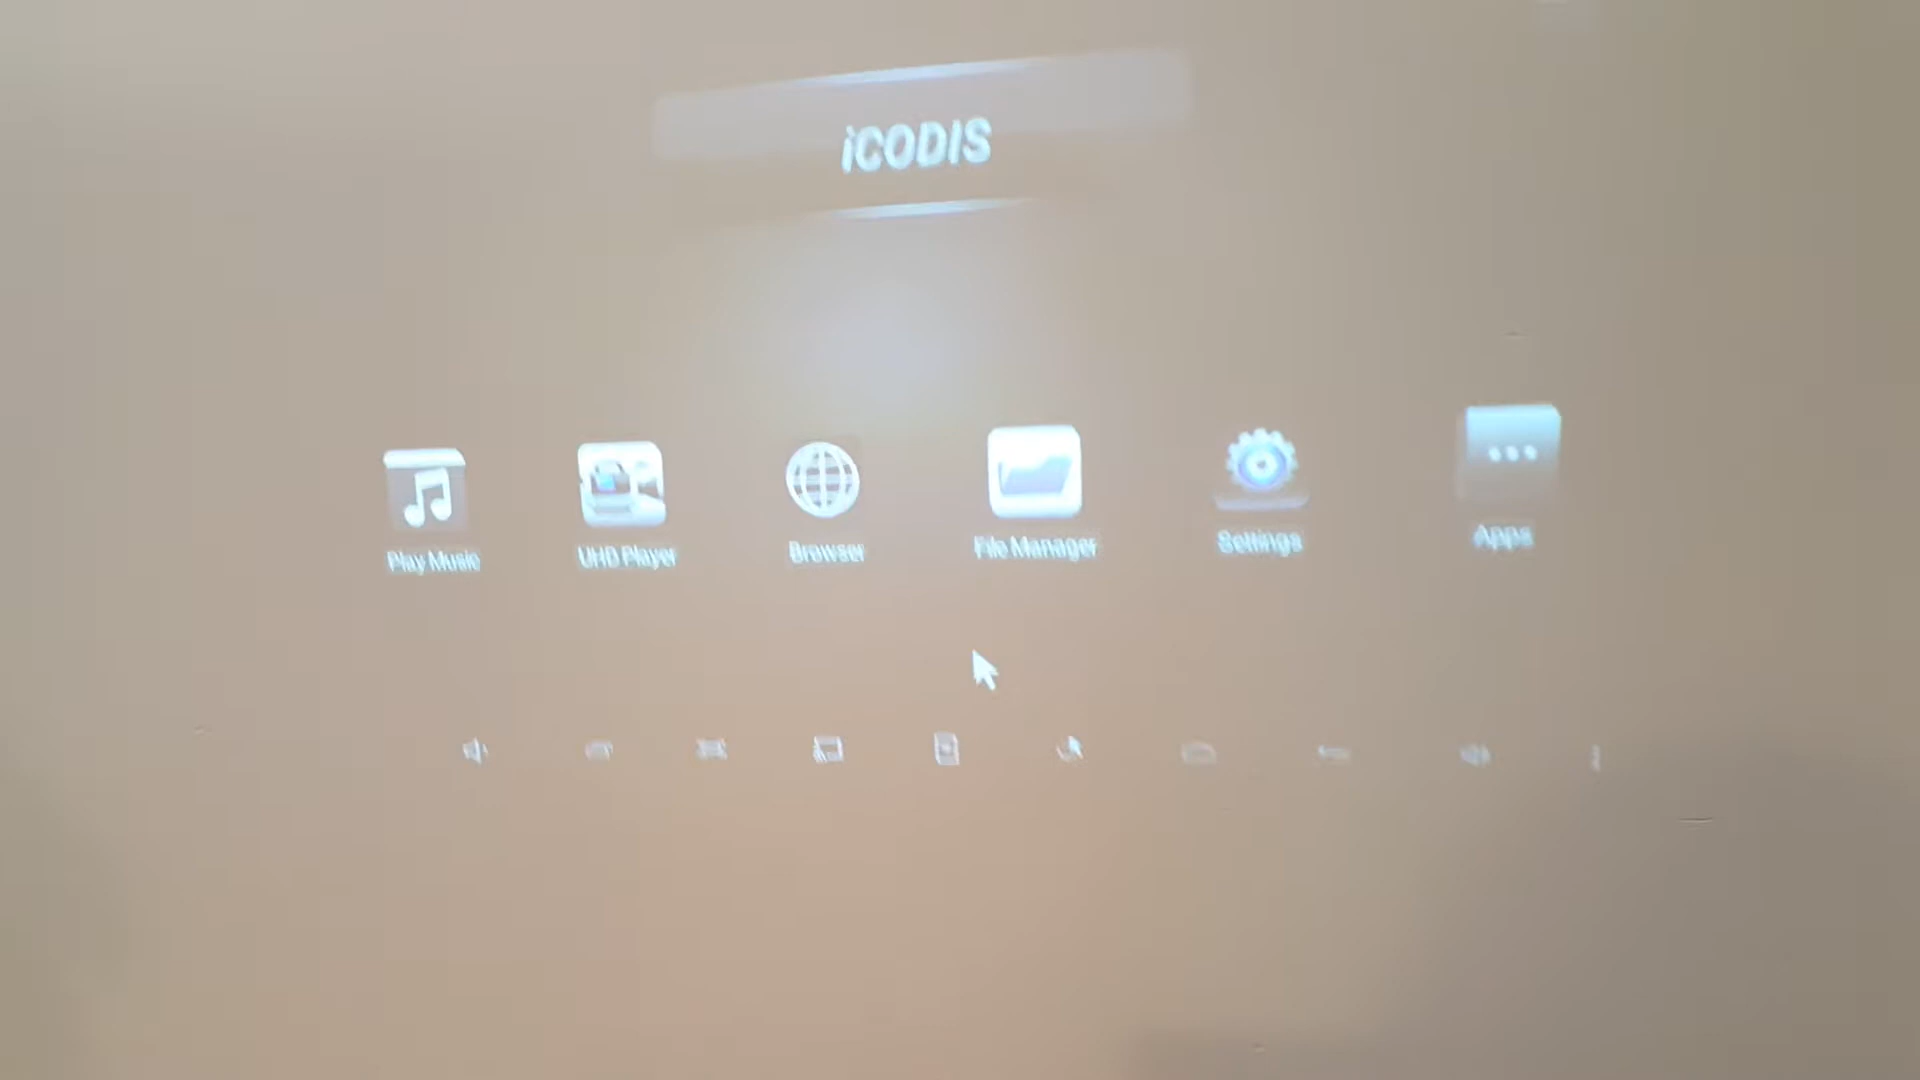 iCODIS
Play Music
UHD Player
Browser
File Manager
Settings
Apps